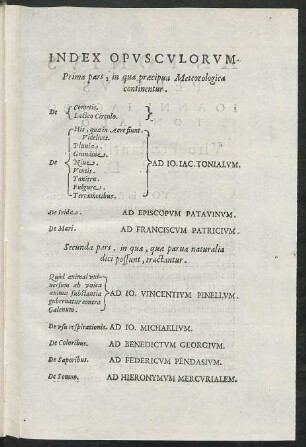 INDEX OPVSCVLORVM.
Prima pars, in qua præcipua Meteorologica
continentur.
De Cometis.
Lacteo Circulo.
His, quæ in Aere fiunt.
Videlicet.
Pluuia.
Grandine.
De Niue. AD IO. IAC. TONIALVM.
Ventis.
Tonitru.
Fulgure.
Terræmotibus.
De Iride. AD EPISCOPVM PATAVINVM.
De Mari. AD FRANCISCVM PATRICIVM.
Secunda pars, in qua, quæ parua naturalia
dici possunt, tractantur.
Quòd animal vni-
uersum ab vnica
animæ substantia AD IO. VINCENTIVM PINELLVM.
gubernatur contra
Galenum.
De vsu respirationis. AD IO. MICHAELIVM.
De Coloribus. AD BENEDICTVM GEORGIVM.
De Saporibus. AD FEDERICVM PENDASIVM.
De Somno. AD HIERONYMVM MERCVRIALEM.